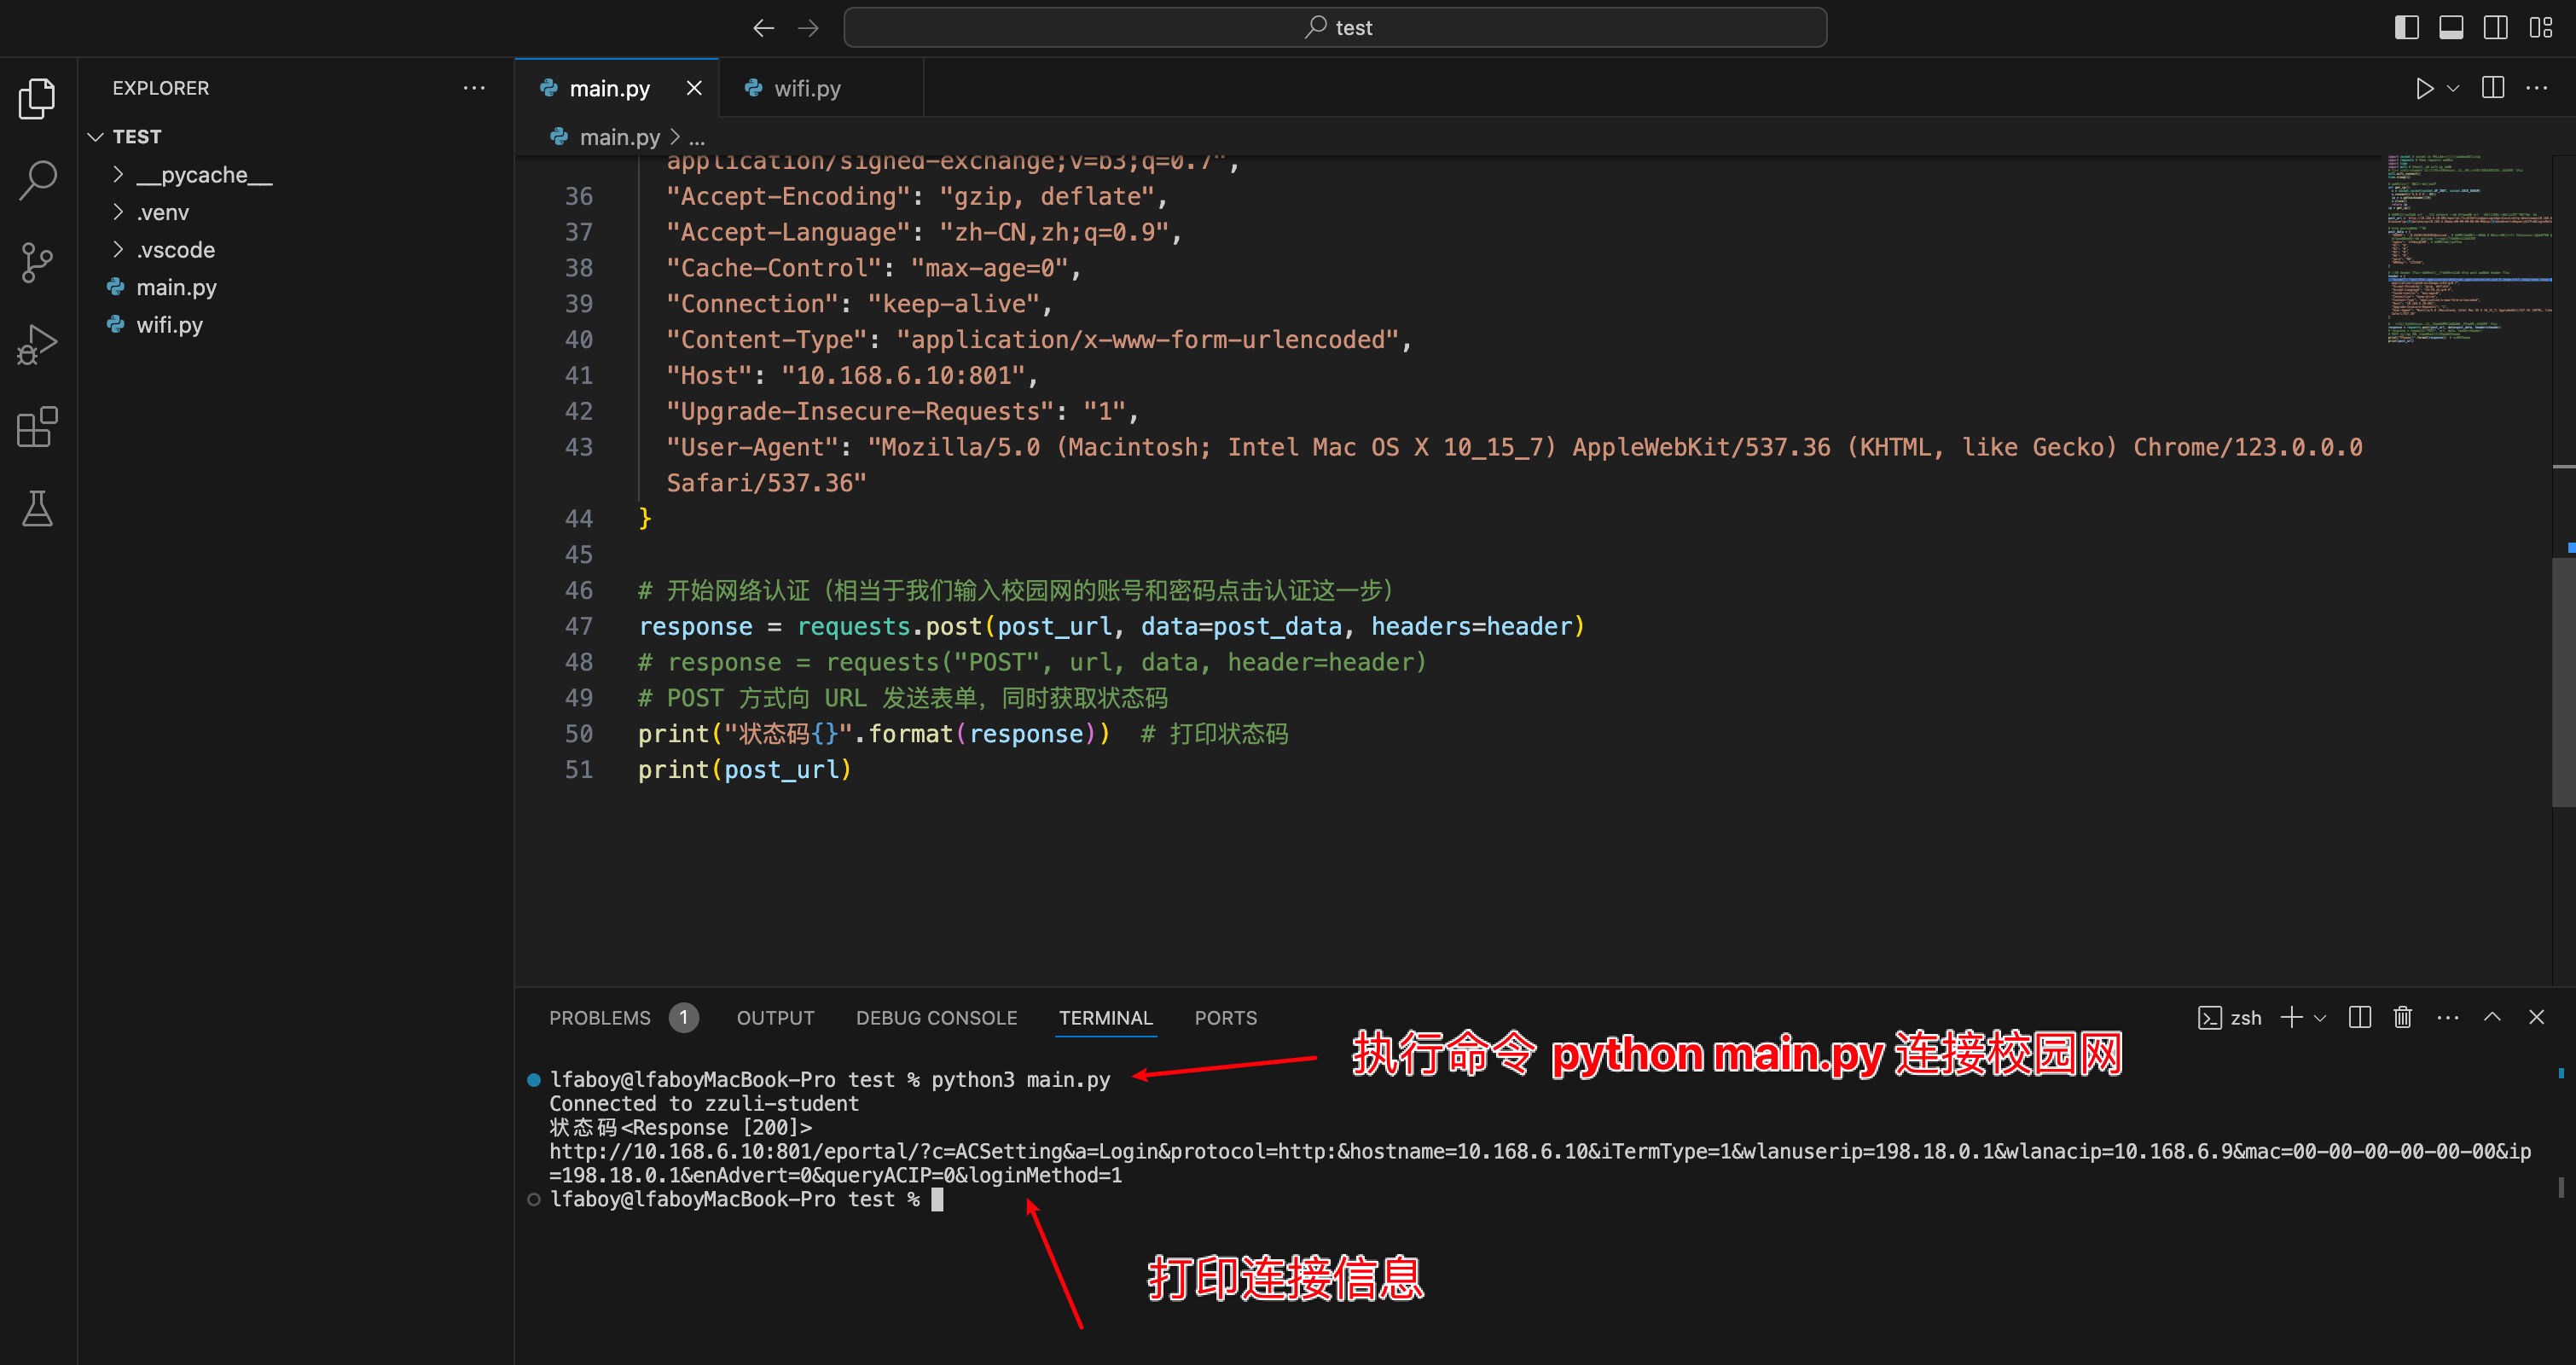 test
EXPLORER
TEST
__pycache__
.venv
.vscode
main.py
wifi.py
main.py
wifi.py
main.py > ...
application/signed-exchange;v=b3;q=0.7",
36 "Accept-Encoding": "gzip, deflate",
37 "Accept-Language": "zh-CN,zh;q=0.9",
38 "Cache-Control": "max-age=0",
39 "Connection": "keep-alive",
40 "Content-Type": "application/x-www-form-urlencoded",
41 "Host": "10.168.6.10:801",
42 "Upgrade-Insecure-Requests": "1",
43 "User-Agent": "Mozilla/5.0 (Macintosh; Intel Mac OS X 10_15_7) AppleWebKit/537.36 (KHTML, like Gecko) Chrome/123.0.0.0
Safari/537.36"
44 }
45
46 # 开始网络认证（相当于我们输入校园网的账号和密码点击认证这一步）
47 response = requests.post(post_url, data=post_data, headers=header)
48 # response = requests("POST", url, data, header=header)
49 # POST 方式向 URL 发送表单，同时获取状态码
50 print("状态码{}".format(response)) # 打印状态码
51 print(post_url)
PROBLEMS 1 OUTPUT DEBUG CONSOLE TERMINAL PORTS
zsh
执行命令 python main.py 连接校园网
lfaboy@lfaboyMacBook-Pro test % python3 main.py
Connected to zzuli-student
状态码<Response [200]>
http://10.168.6.10:801/eportal/?c=ACSetting&a=Login&protocol=http:&hostname=10.168.6.10&iTermType=1&wlanuserip=198.18.0.1&wlanacip=10.168.6.9&mac=00-00-00-00-00-00&ip
=198.18.0.1&enAdvert=0&queryACIP=0&loginMethod=1
lfaboy@lfaboyMacBook-Pro test %
打印连接信息